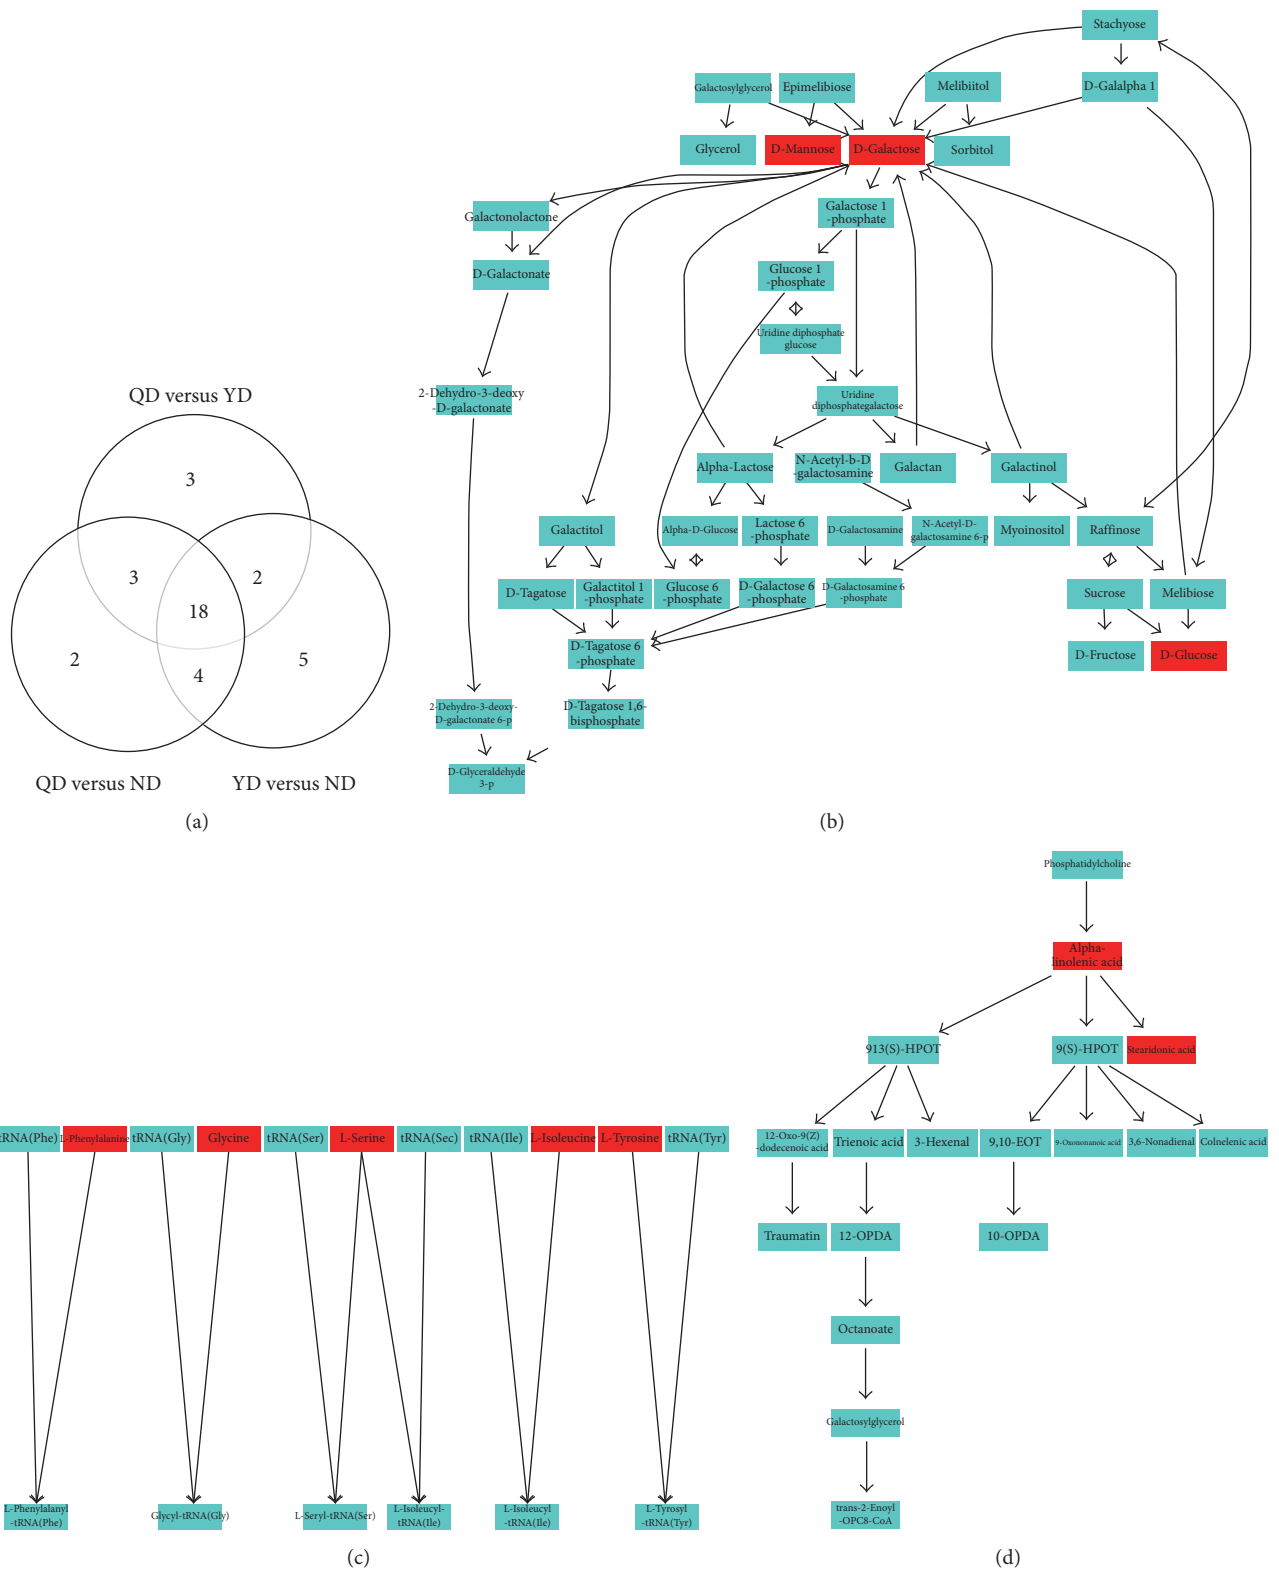 QD versus YD
3
3
2
18
2
4
5
QD versus ND
YD versus ND
(a)
Stachyose
Galactosylglycerol
Epimelibiose
Melibiitol
D-Galalpha 1
Glycerol
D-Mannose
D-Galactose
Sorbitol
Galactonolactone
Galactose 1
-phosphate
D-Galactonate
Glucose 1
-phosphate
Uridine diphosphate
glucose
2-Dehydro-3-deoxy
-D-galactonate
Uridine
diphosphategalactose
Alpha-Lactose
N-Acetyl-b-D
-galactosamine
Galactan
Galactinol
Galactitol
Alpha-D-Glucose
Lactose 6
-phosphate
D-Galactosamine
N-Acetyl-D-
galactosamine 6-p
Myoinositol
Raffinose
D-Tagatose
Galactitol 1
-phosphate
Glucose 6
-phosphate
D-Galactose 6
-phosphate
D-Galactosamine 6
-phosphate
Sucrose
Melibiose
D-Tagatose 6
-phosphate
D-Fructose
D-Glucose
2-Dehydro-3-deoxy-
D-galactonate 6-p
D-Tagatose 1,6-
bisphosphate
D-Glyceraldehyde
3-p
(b)
tRNA(Phe)
L-Phenylalanine
tRNA(Gly)
Glycine
tRNA(Ser)
L-Serine
tRNA(Sec)
tRNA(Ile)
L-Isoleucine
L-Tyrosine
tRNA(Tyr)
L-Phenylalanyl
-tRNA(Phe)
Glycyl-tRNA(Gly)
L-Seryl-tRNA(Ser)
L-Isoleucyl-
tRNA(Ile)
L-Isoleucyl
-tRNA(Ile)
L-Tyrosyl
-tRNA(Tyr)
(c)
Phosphatidylcholine
Alpha-
linolenic acid
913(S)-HPOT
9(S)-HPOT
Stearidonic acid
12-Oxo-9(Z)
-dodecenoic acid
Trienoic acid
3-Hexenal
9,10-EOT
9-Oxononanoic acid
3,6-Nonadienal
Colnelenic acid
Traumatin
12-OPDA
10-OPDA
Octanoate
Galactosylglycerol
trans-2-Enoyl
-OPC8-CoA
(d)